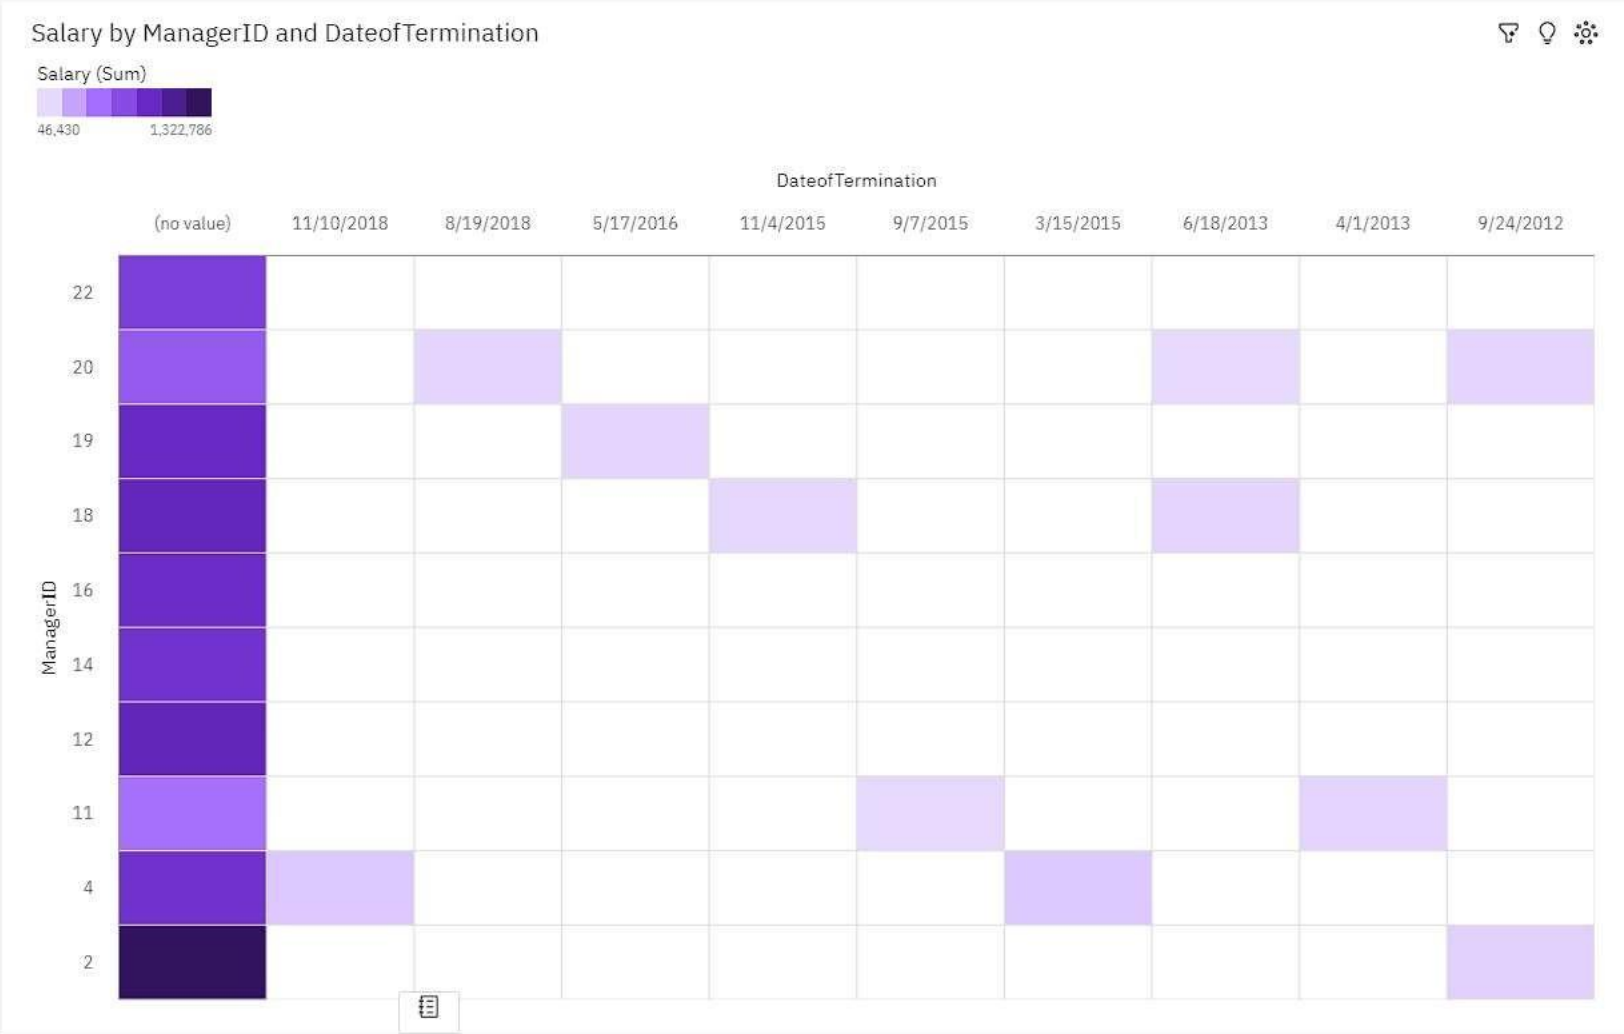 Salary by ManagerID and DateofTermination
Salary (Sum)
46,430 1,322,786
DateofTermination
(no value) 11/10/2018 8/19/2018 5/17/2016 11/4/2015 9/7/2015 3/15/2015 6/18/2013 4/1/2013 9/24/2012
ManagerID
22
20
19
18
16
14
12
11
4
2